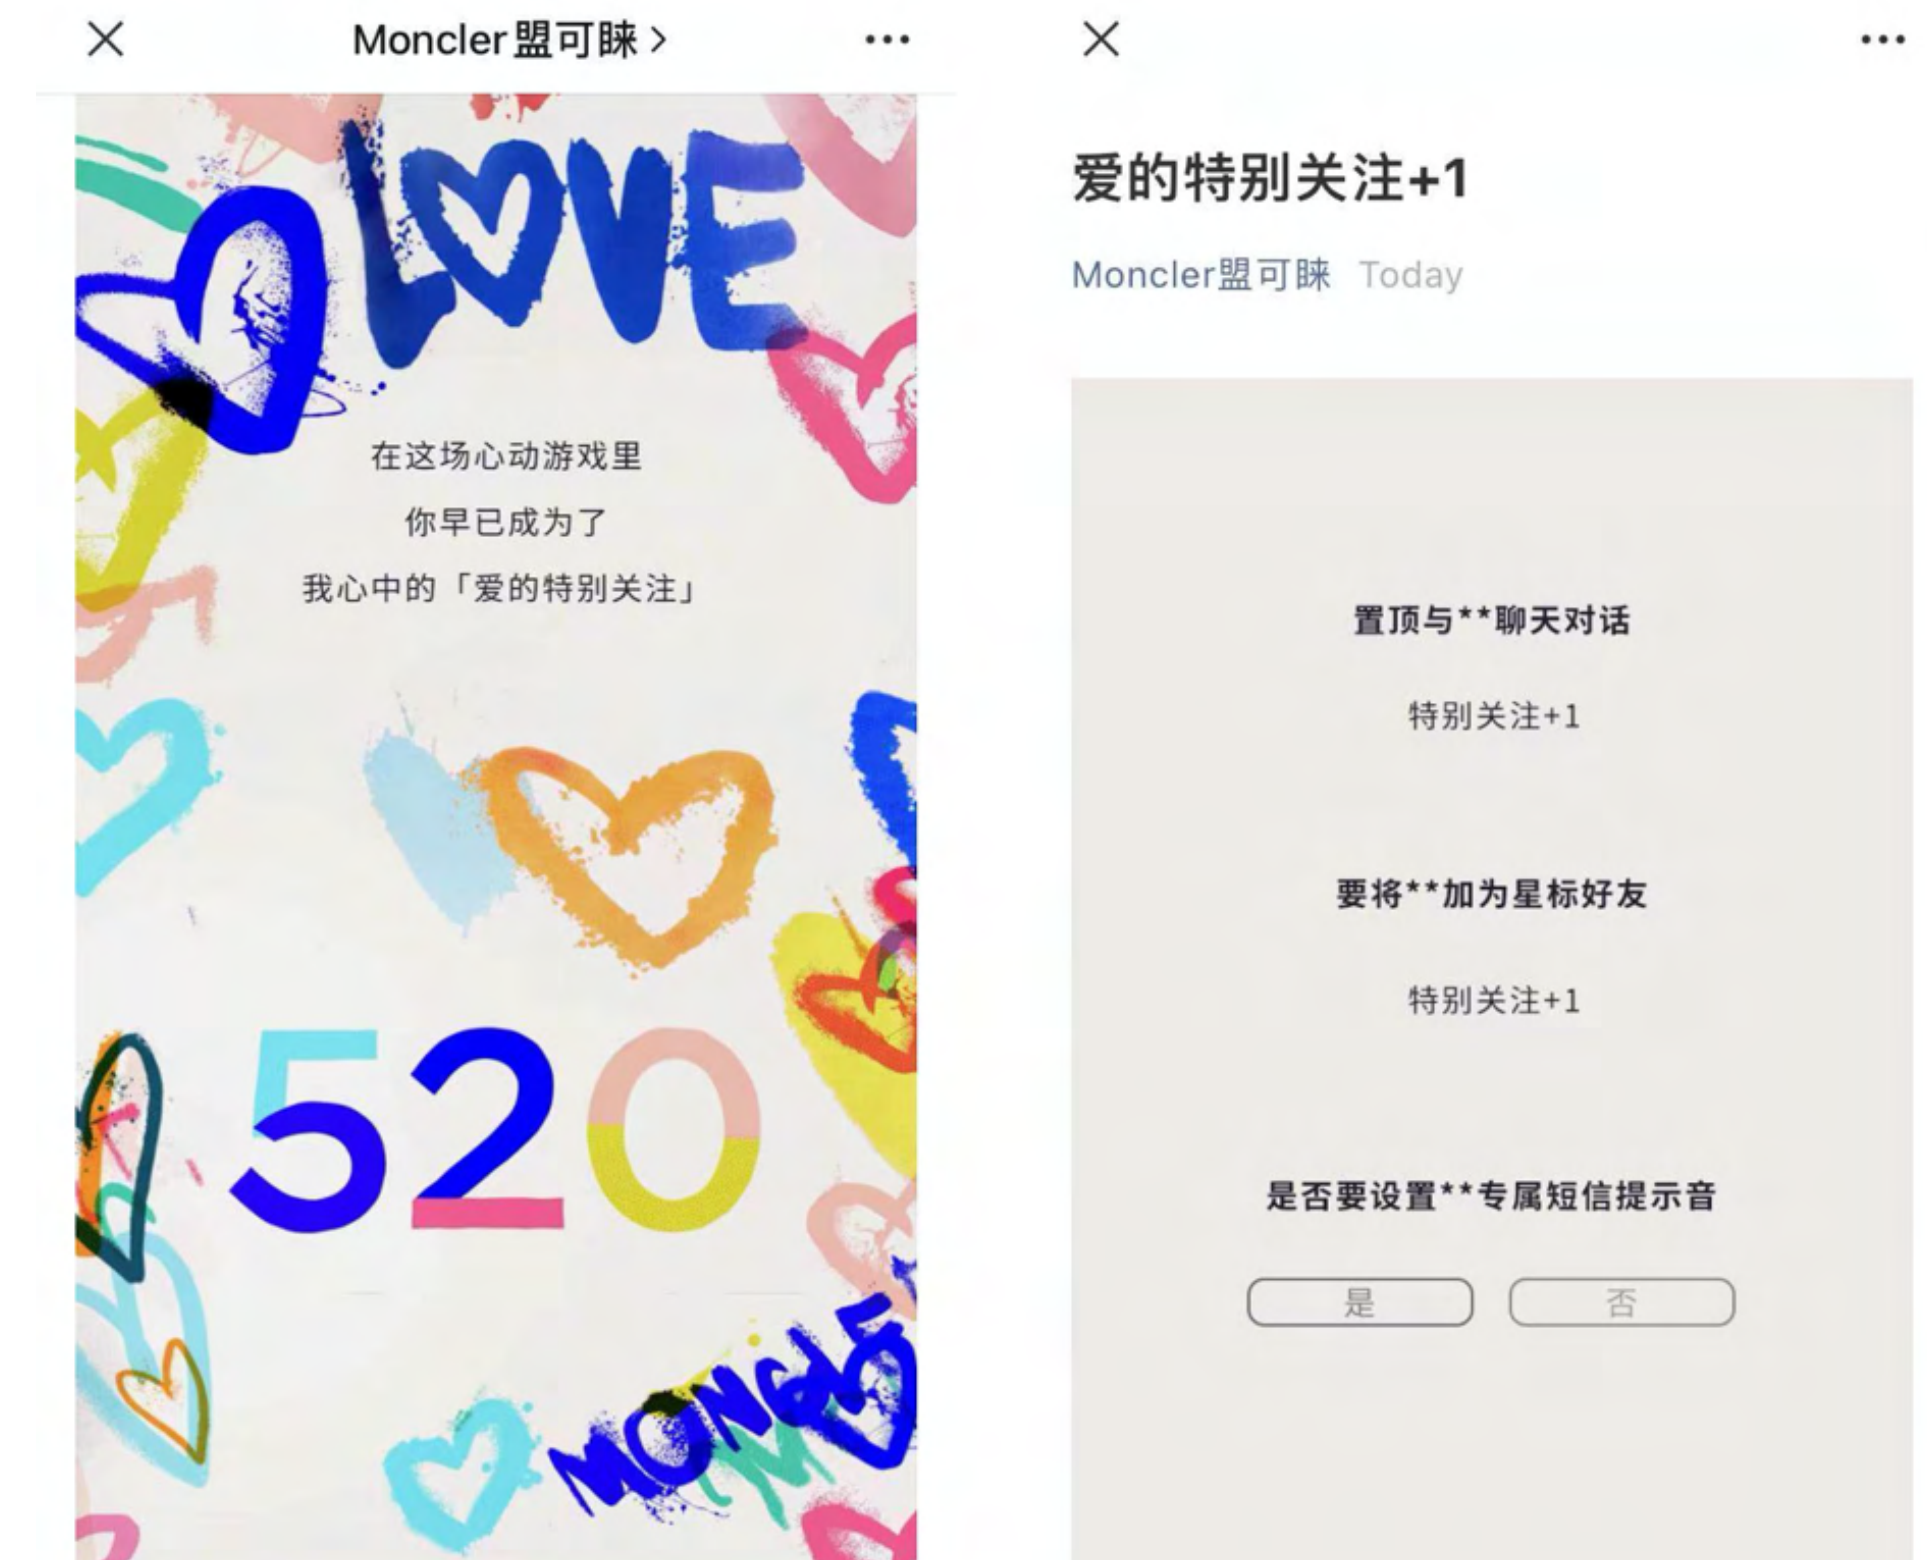 Moncler盟可睐
LOVE
在这场心动游戏里
你早已成为了
我心中的「爱的特别关注」
520
爱的特别关注+1
Moncler盟可睐 Today
置顶与**聊天对话
特别关注+1
要将**加为星标好友
特别关注+1
是否要设置**专属短信提示音
是 否